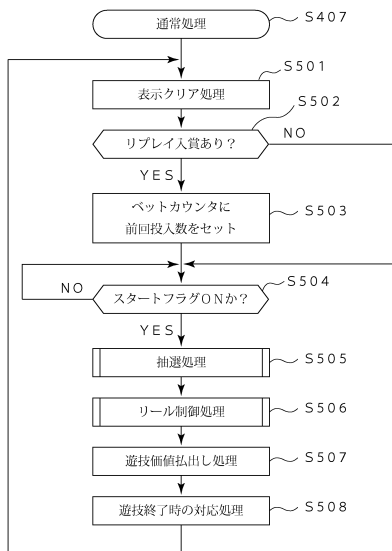 通常処理
S407
S501
表示クリア処理
S502
リプレイ入賞あり？
NO
YES
ベットカウンタに
前回投入数をセット
S503
S504
NO
スタートフラグONか？
YES
抽選処理
S505
リール制御処理
S506
遊技価値払出し処理
S507
遊技終了時の対応処理
S508